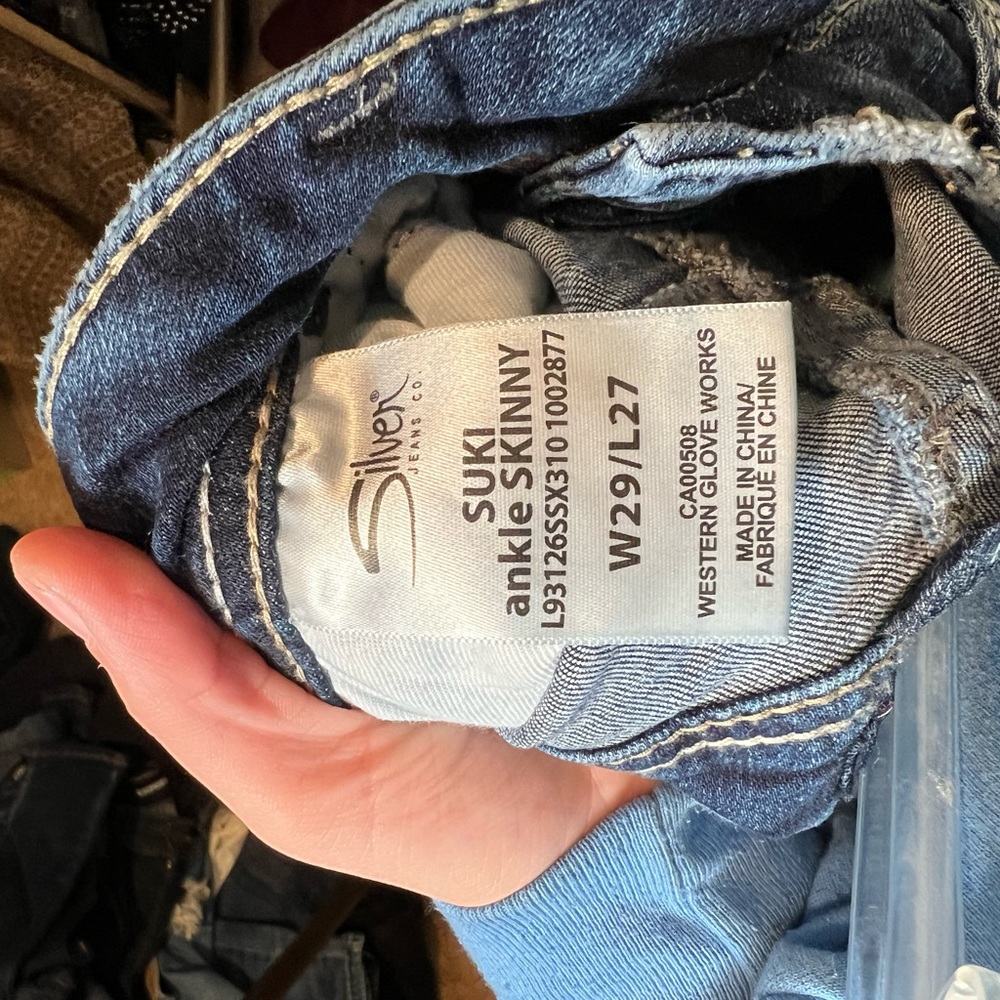 Silver®
JEANS CO.
SUKI
ankle SKINNY
L93126SSX310 1002877
W29/L27
CA00508
WESTERN GLOVE WORKS
MADE IN CHINA/
FABRIQUE EN CHINE